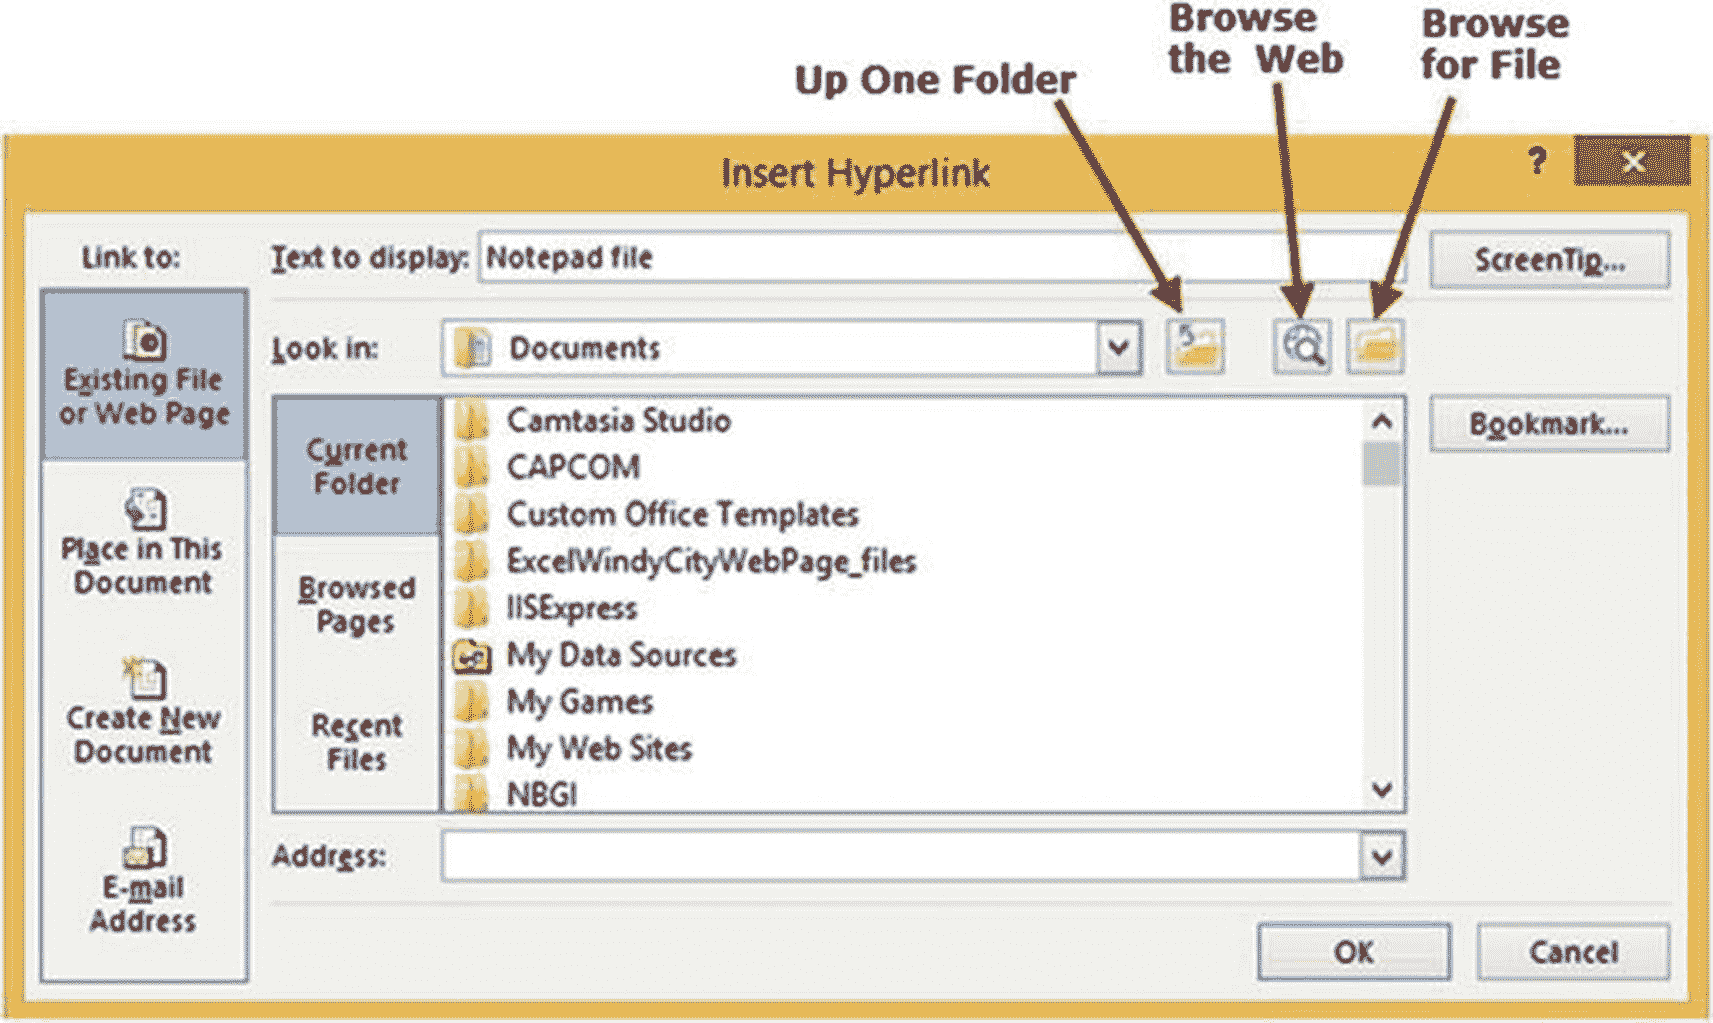 Browse
the Web
Browse
for File
Up One Folder
Insert Hyperlink
?
Link to:
Text to display:
Notepad file
ScreenTip...
Existing File
or Web Page
Look in:
Documents
Place in This
Document
Create New
Document
E-mail
Address
Current
Folder
Browsed
Pages
Recent
Files
Camtasia Studio
CAPCOM
Custom Office Templates
ExcelWindyCityWebPage_files
IISExpress
My Data Sources
My Games
My Web Sites
NBGI
Bookmark...
Address:
OK
Cancel